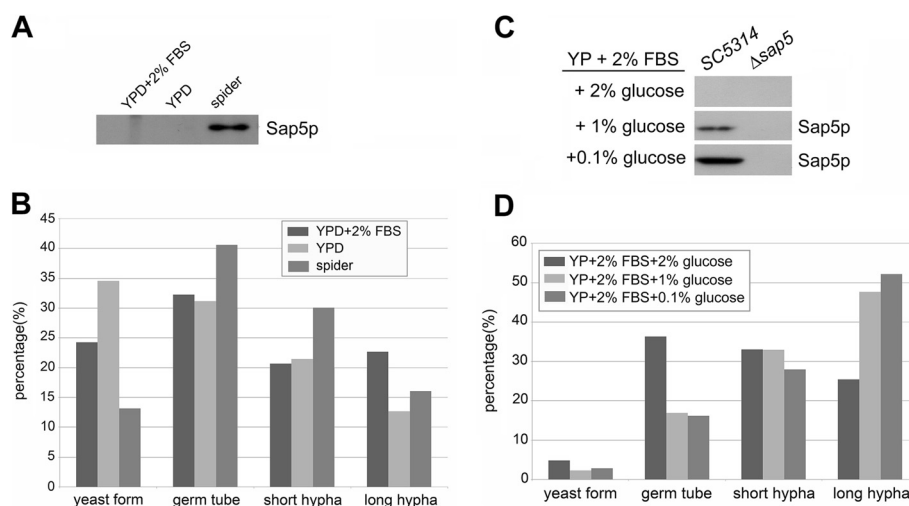 A
YPD+2% FBS
YPD
spider
Sap5p
B
45
40
35
30
25
20
15
10
5
0
percentage(%)
YPD+2% FBS
YPD
spider
yeast form
germ tube
short hypha
long hypha
C
YP + 2% FBS
SC5314
Δsap5
+ 2% glucose
+ 1% glucose
Sap5p
+0.1% glucose
Sap5p
D
60
50
40
30
20
10
0
percentage(%)
YP+2% FBS+2% glucose
YP+2% FBS+1% glucose
YP+2% FBS+0.1% glucose
yeast form
germ tube
short hypha
long hypha